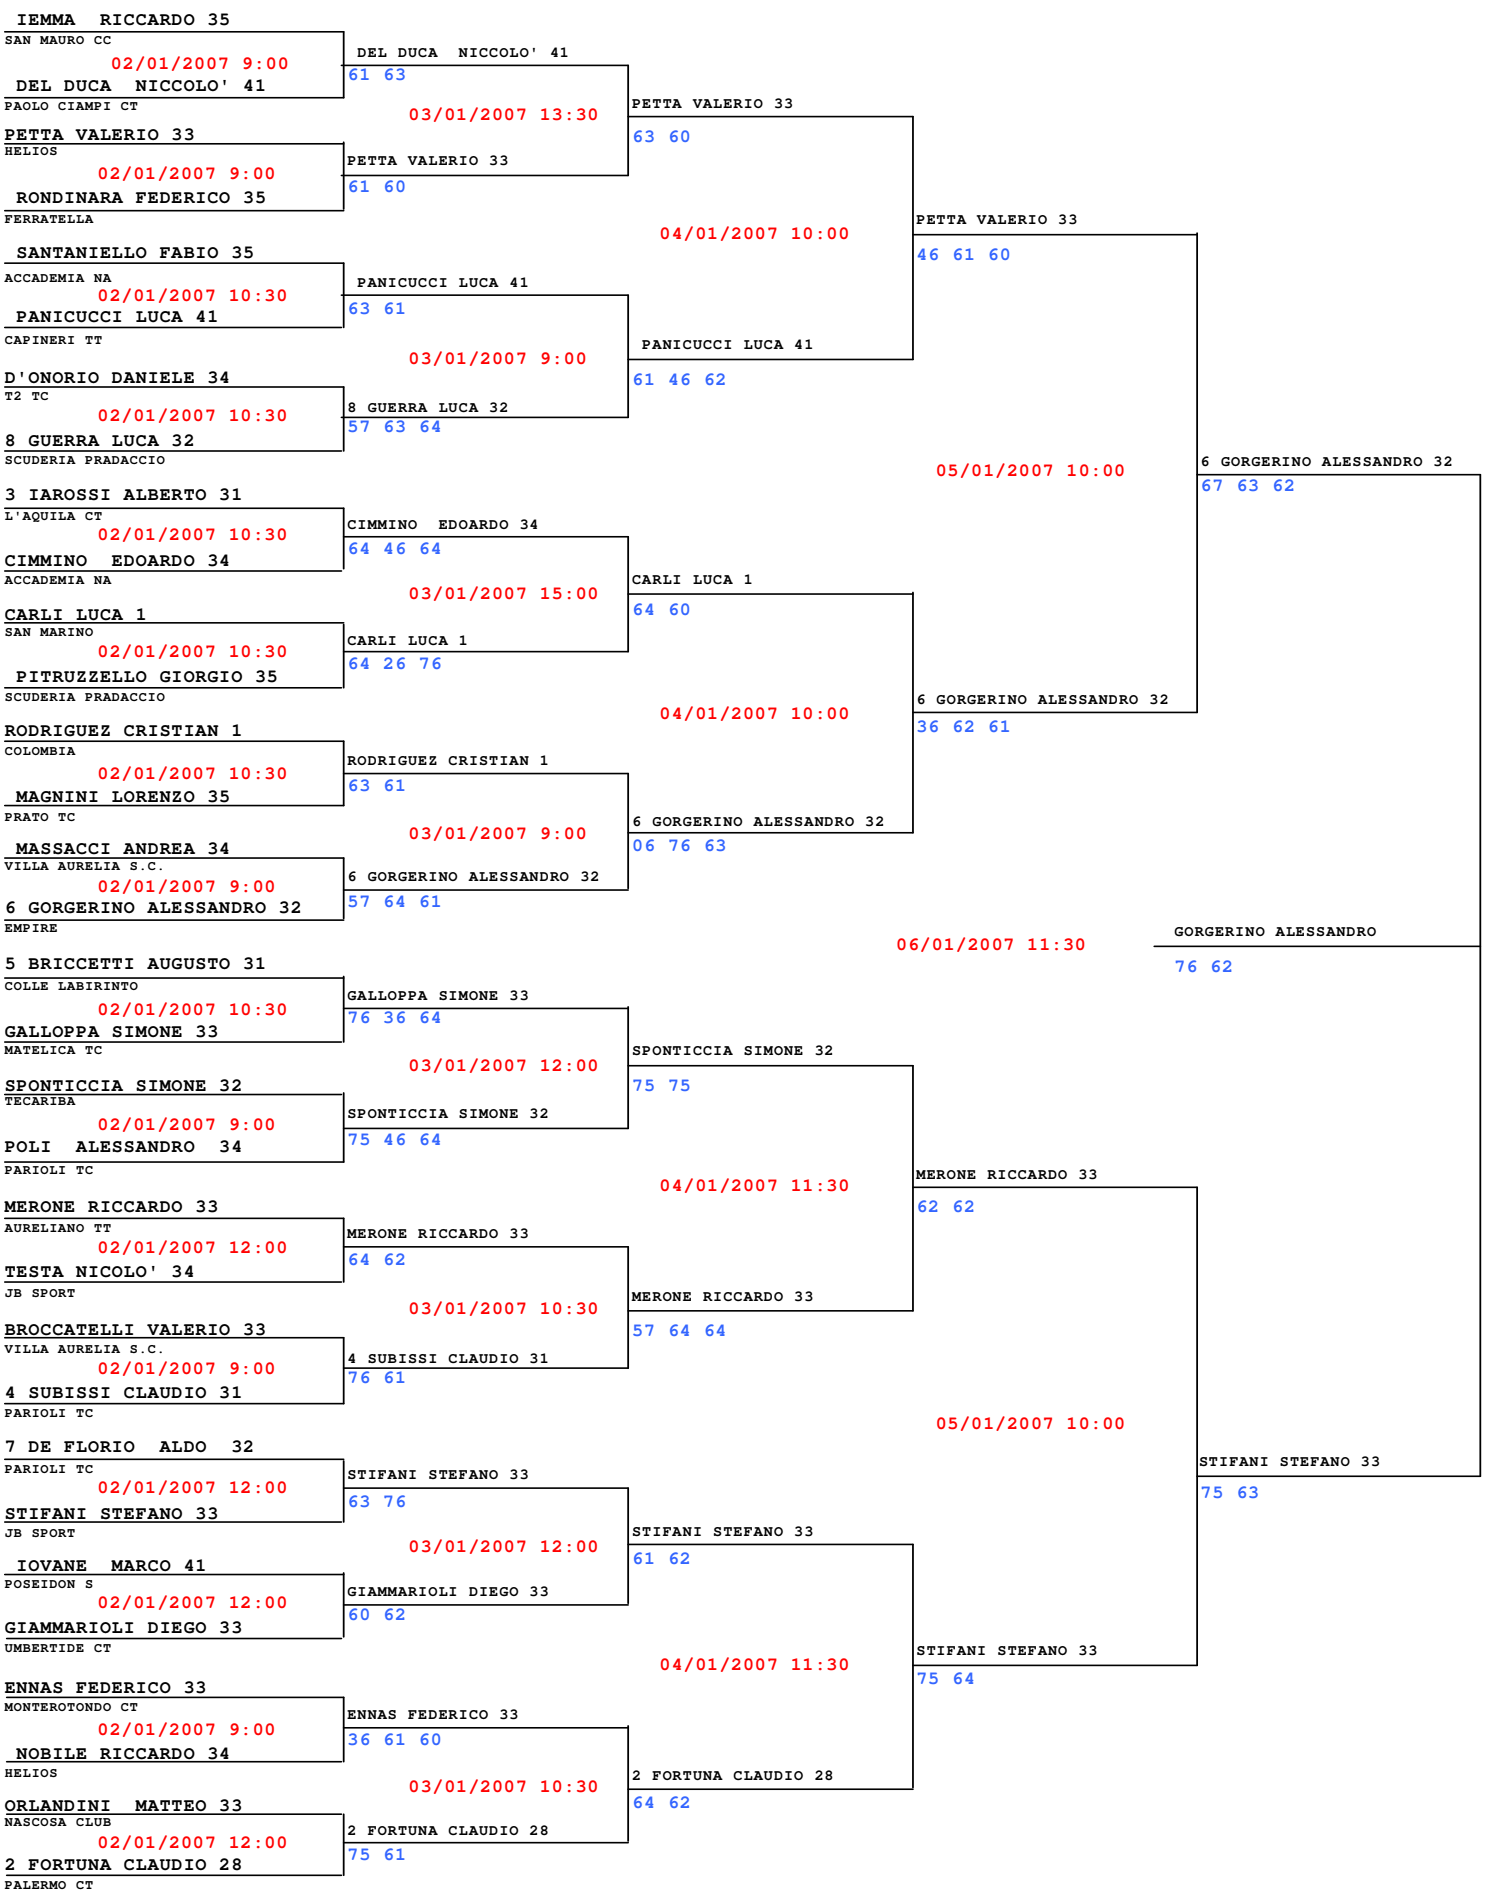 IEMMA  RICCARDO 35
SAN MAURO CC
02/01/2007 9:00
DEL DUCA  NICCOLO' 41
PAOLO CIAMPI CT
PETTA VALERIO 33
HELIOS
02/01/2007 9:00
RONDINARA FEDERICO 35
FERRATELLA
SANTANIELLO FABIO 35
ACCADEMIA NA
02/01/2007 10:30
PANICUCCI LUCA 41
CAPINERI TT
D'ONORIO DANIELE 34
T2 TC
02/01/2007 10:30
8 GUERRA LUCA 32
SCUDERIA PRADACCIO
3 IAROSSI ALBERTO 31
L'AQUILA CT
02/01/2007 10:30
CIMMINO  EDOARDO 34
ACCADEMIA NA
CARLI LUCA 1
SAN MARINO
02/01/2007 10:30
PITRUZZELLO GIORGIO 35
SCUDERIA PRADACCIO
RODRIGUEZ CRISTIAN 1
COLOMBIA
02/01/2007 10:30
MAGNINI LORENZO 35
PRATO TC
MASSACCI ANDREA 34
VILLA AURELIA S.C.
02/01/2007 9:00
6 GORGERINO ALESSANDRO 32
EMPIRE
5 BRICCETTI AUGUSTO 31
COLLE LABIRINTO
02/01/2007 10:30
GALLOPPA SIMONE 33
MATELICA TC
SPONTICCIA SIMONE 32
TECARIBA
02/01/2007 9:00
POLI  ALESSANDRO  34
PARIOLI TC
MERONE RICCARDO 33
AURELIANO TT
02/01/2007 12:00
TESTA NICOLO' 34
JB SPORT
BROCCATELLI VALERIO 33
VILLA AURELIA S.C.
02/01/2007 9:00
4 SUBISSI CLAUDIO 31
PARIOLI TC
7 DE FLORIO  ALDO  32
PARIOLI TC
02/01/2007 12:00
STIFANI STEFANO 33
JB SPORT
IOVANE  MARCO 41
POSEIDON S
02/01/2007 12:00
GIAMMARIOLI DIEGO 33
UMBERTIDE CT
ENNAS FEDERICO 33
MONTEROTONDO CT
02/01/2007 9:00
NOBILE RICCARDO 34
HELIOS
ORLANDINI  MATTEO 33
NASCOSA CLUB
02/01/2007 12:00
2 FORTUNA CLAUDIO 28
PALERMO CT
DEL DUCA  NICCOLO' 41
61 63
03/01/2007 13:30
PETTA VALERIO 33
61 60
PANICUCCI LUCA 41
63 61
03/01/2007 9:00
8 GUERRA LUCA 32
57 63 64
CIMMINO  EDOARDO 34
64 46 64
03/01/2007 15:00
CARLI LUCA 1
64 26 76
RODRIGUEZ CRISTIAN 1
63 61
03/01/2007 9:00
6 GORGERINO ALESSANDRO 32
57 64 61
GALLOPPA SIMONE 33
76 36 64
03/01/2007 12:00
SPONTICCIA SIMONE 32
75 46 64
MERONE RICCARDO 33
64 62
03/01/2007 10:30
4 SUBISSI CLAUDIO 31
76 61
STIFANI STEFANO 33
63 76
03/01/2007 12:00
GIAMMARIOLI DIEGO 33
60 62
ENNAS FEDERICO 33
36 61 60
03/01/2007 10:30
2 FORTUNA CLAUDIO 28
75 61
PETTA VALERIO 33
63 60
04/01/2007 10:00
PANICUCCI LUCA 41
61 46 62
CARLI LUCA 1
64 60
04/01/2007 10:00
6 GORGERINO ALESSANDRO 32
06 76 63
SPONTICCIA SIMONE 32
75 75
04/01/2007 11:30
MERONE RICCARDO 33
57 64 64
STIFANI STEFANO 33
61 62
04/01/2007 11:30
2 FORTUNA CLAUDIO 28
64 62
PETTA VALERIO 33
46 61 60
05/01/2007 10:00
6 GORGERINO ALESSANDRO 32
36 62 61
MERONE RICCARDO 33
62 62
05/01/2007 10:00
STIFANI STEFANO 33
75 64
6 GORGERINO ALESSANDRO 32
67 63 62
06/01/2007 11:30
GORGERINO ALESSANDRO
76 62
STIFANI STEFANO 33
75 63